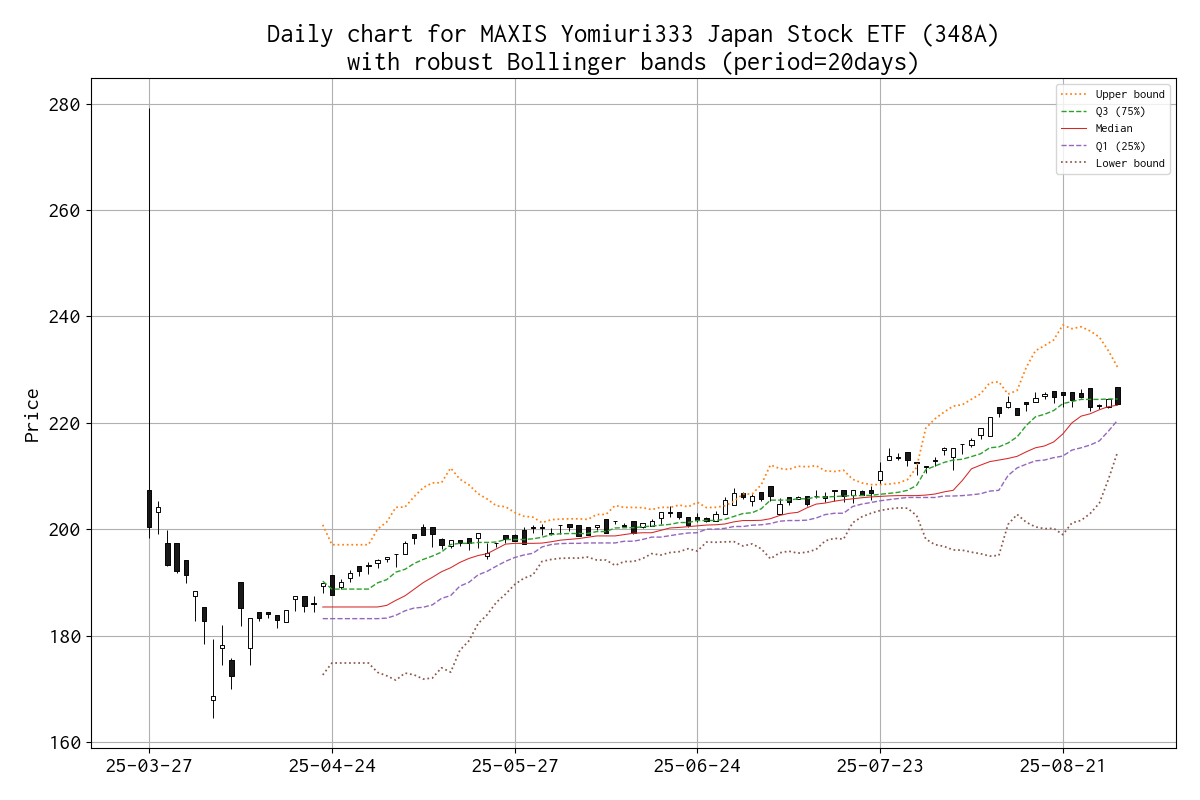 Daily chart for MAXIS Yomiuri333 Japan Stock ETF (348A)
with robust Bollinger bands (period=20days)
Upper bound
Q3 (75%)
Median
Q1 (25%)
Lower bound
280
260
240
220
200
180
160
Price
25-03-27
25-04-24
25-05-27
25-06-24
25-07-23
25-08-21